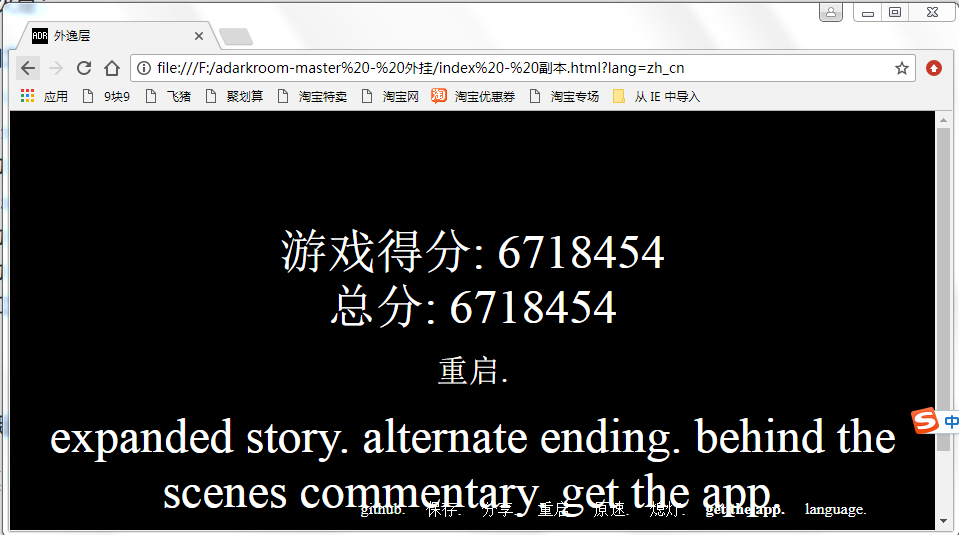 ADR 外逸层
file:///F:/adarkroom-master%20-%20外挂/index%20-%20副本.html?lang=zh_cn
应用 9块9 飞猪 聚划算 淘宝特卖 淘宝网 淘 淘宝优惠券 淘宝专场 从 IE 中导入
游戏得分: 6718454
总分: 6718454
重启.
expanded story. alternate ending. behind the
scenes commentary. get the app.
github. 保存. 分享. 重启. 原速. 熄灯. get the app. language.
S 中